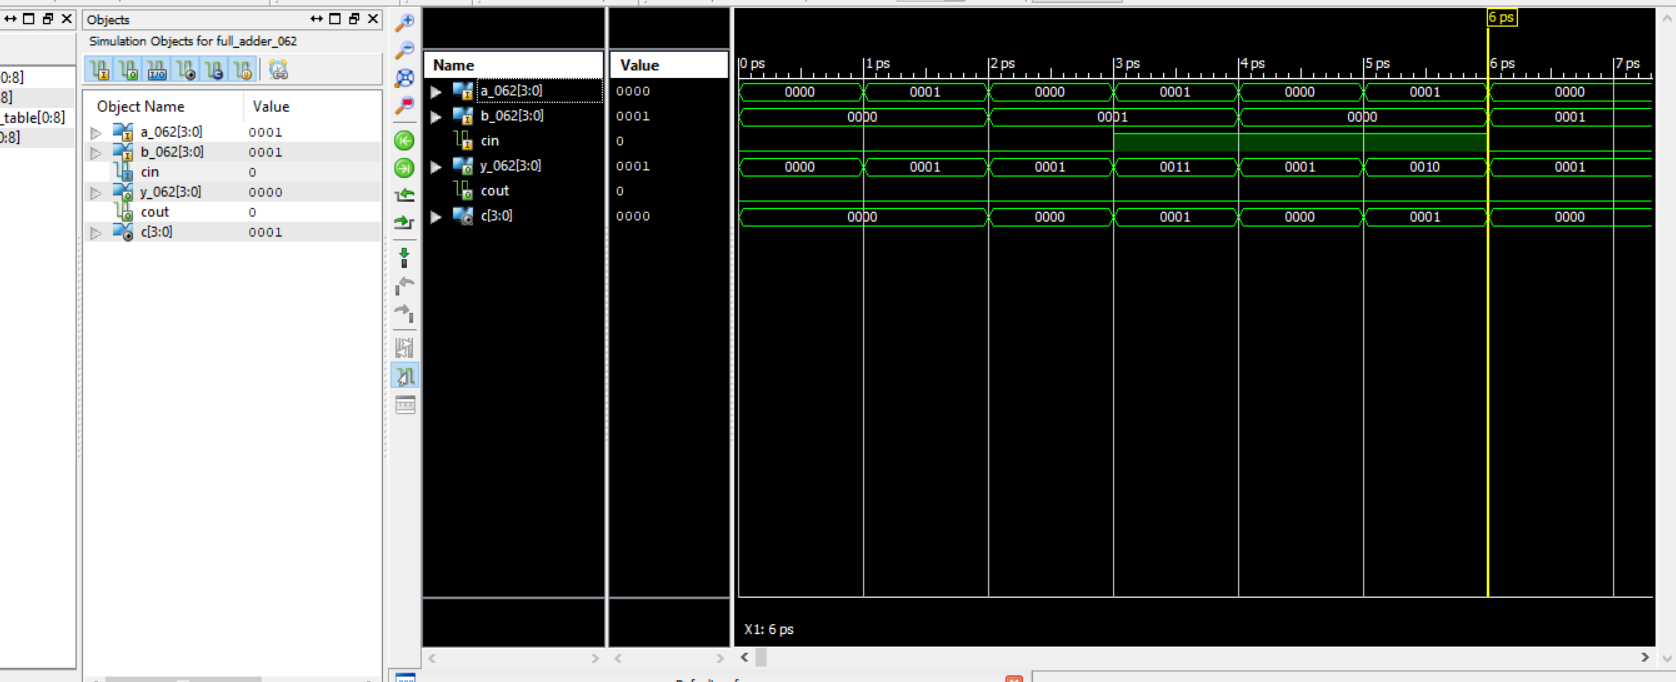 0:8]
8]
_table[0:8]
0:8]
Objects
Simulation Objects for full_adder_062
Object Name Value
a_062[3:0] 0001
b_062[3:0] 0001
cin 0
y_062[3:0] 0000
cout 0
c[3:0] 0001
6 ps
Name Value
0 ps 1 ps 2 ps 3 ps 4 ps 5 ps 6 ps 7 ps
a_062[3:0] 0000 0000 0001 0000 0001 0000 0001 0000
b_062[3:0] 0001 0000 0001 0000 0001
cin 0
y_062[3:0] 0001 0000 0001 0001 0011 0001 0010 0001
cout 0
c[3:0] 0000 0000 0000 0001 0000 0001 0000
X1: 6 ps